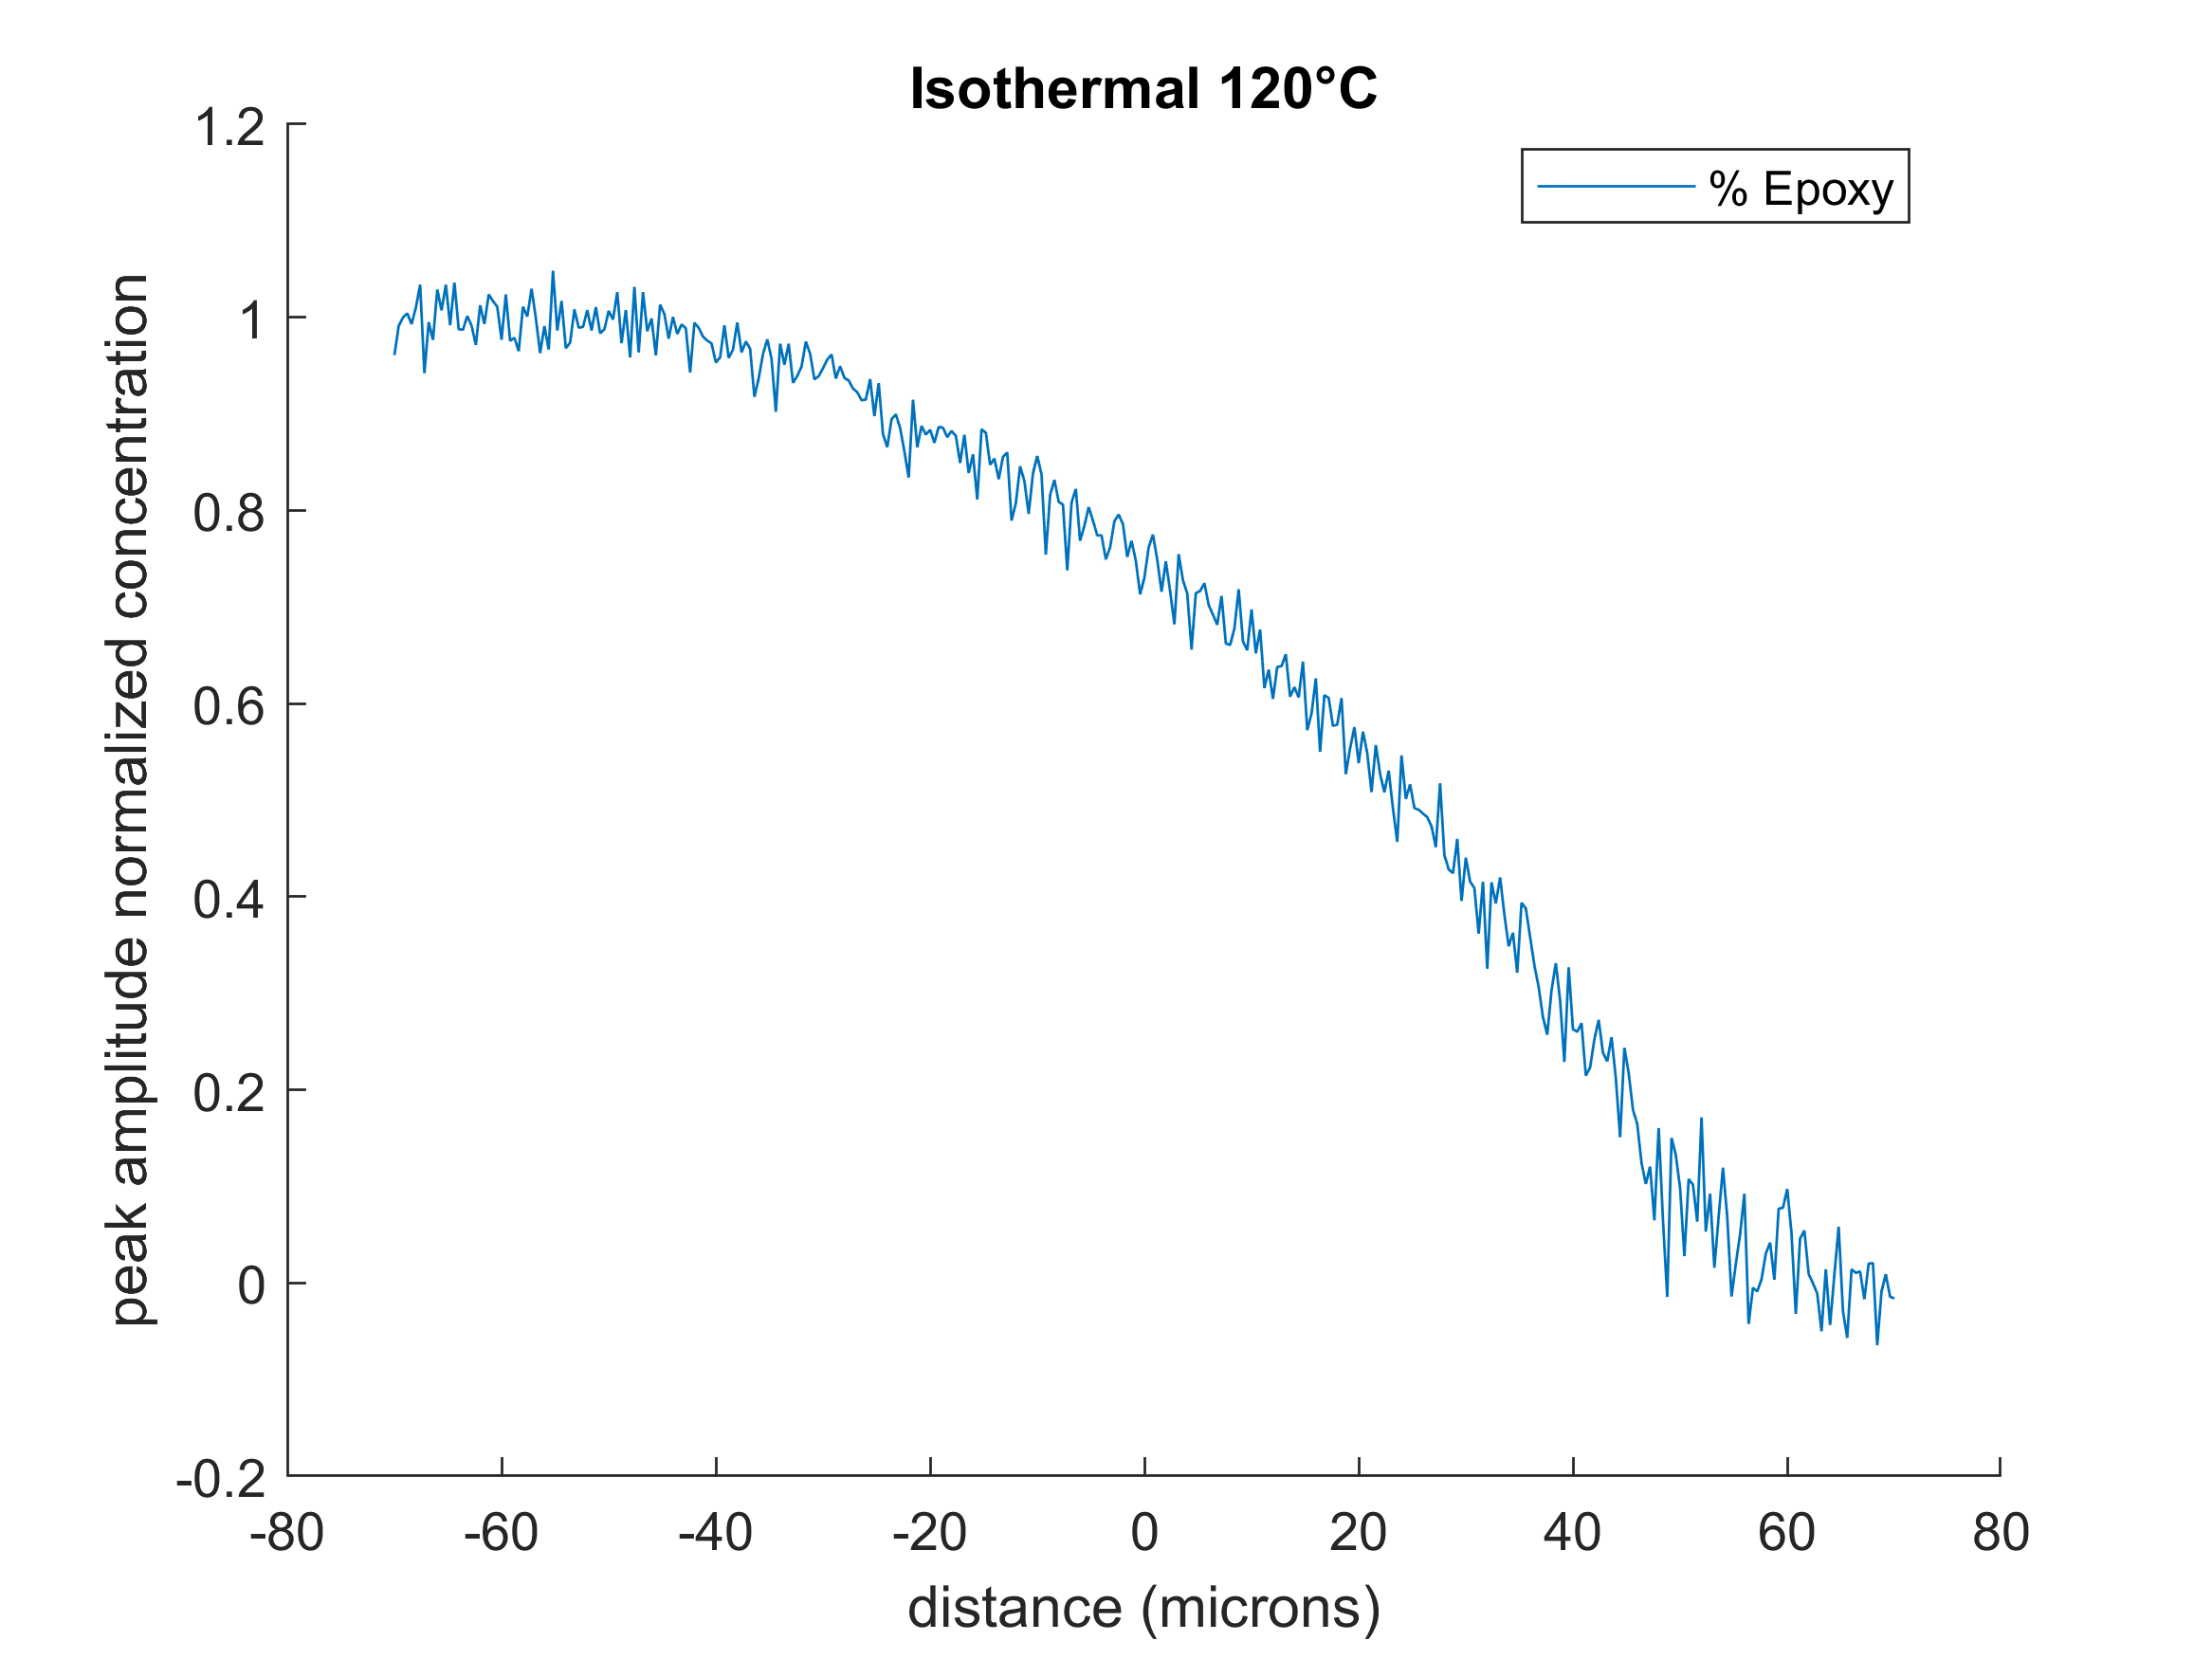 Isothermal 120°C
% Epoxy
peak amplitude normalized concentration
1.2
1
0.8
0.6
0.4
0.2
0
-0.2
-80 -60 -40 -20 0 20 40 60 80
distance (microns)